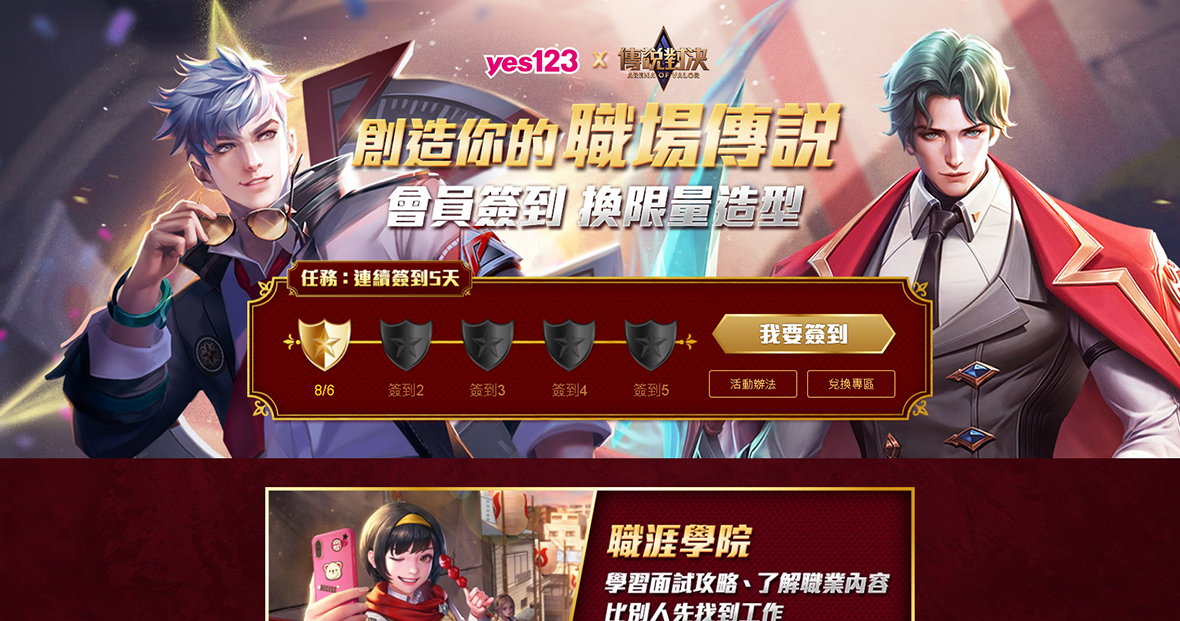 yes123 x 傳說對決
ARENA OF VALOR
創造你的職場傳說
會員簽到 換限量造型
任務：連續簽到5天
我要簽到
8/6 簽到2 簽到3 簽到4 簽到5
活動辦法 兌換專區
職涯學院
學習面試攻略、了解職業內容
比別人先找到工作